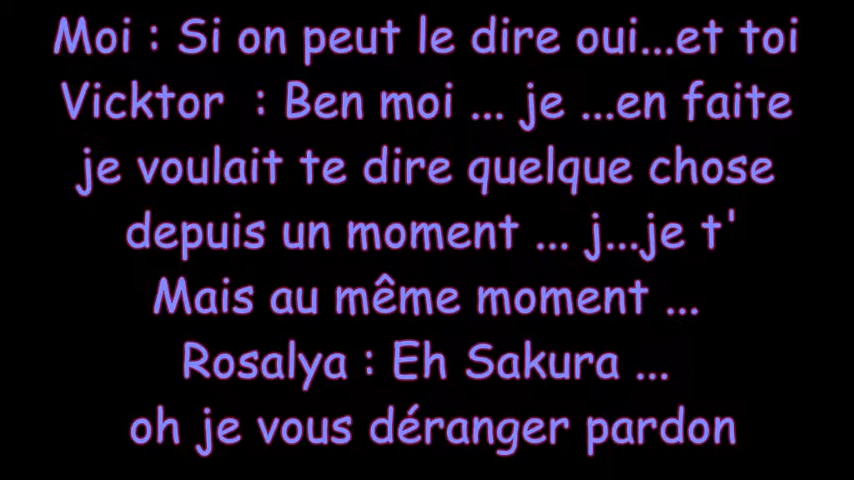 Moi : Si on peut le dire oui...et toi
Vicktor : Ben moi ... je ...en faite
je voulait te dire quelque chose
depuis un moment ... j...je t'
Mais au même moment ...
Rosalya : Eh Sakura ...
oh je vous déranger pardon